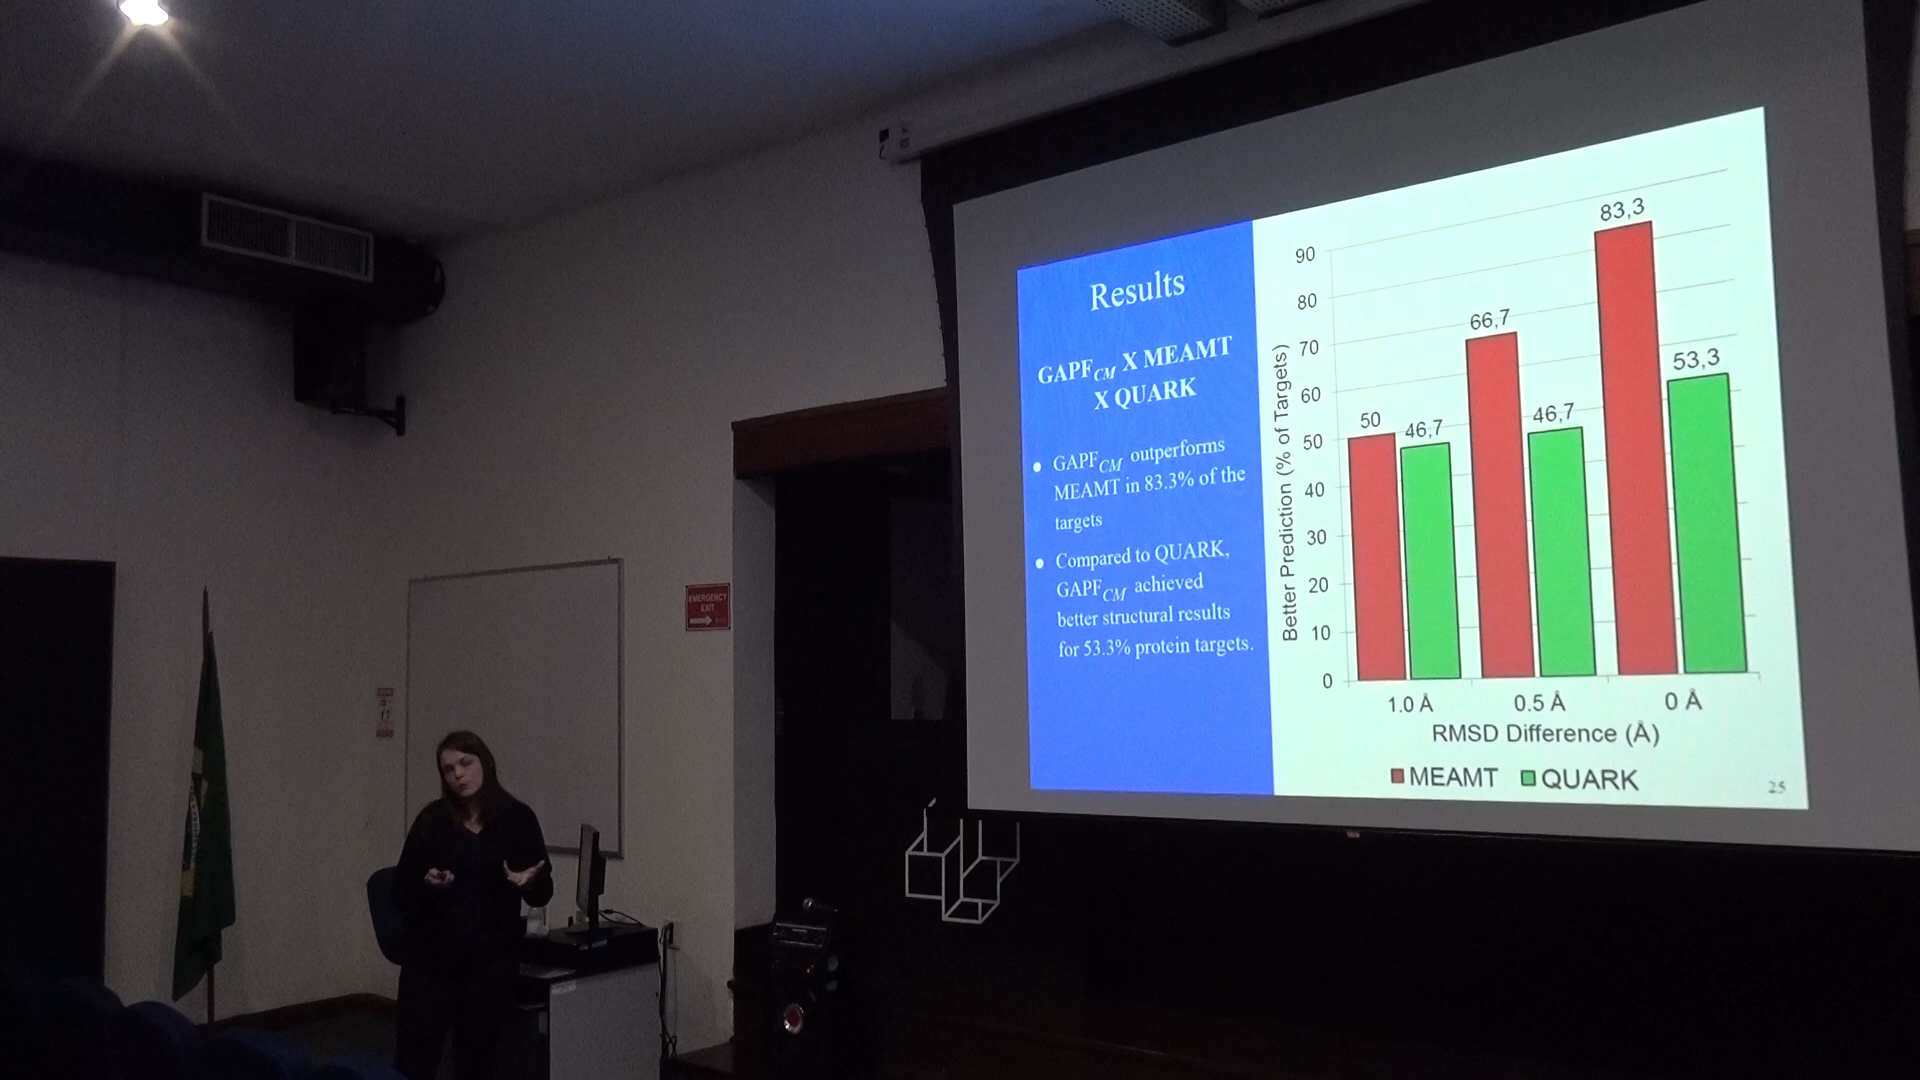 Results
GAPF_CM X MEAMT
X QUARK
● GAPF_CM outperforms
MEAMT in 83.3% of the
targets
● Compared to QUARK,
GAPF_CM achieved
better structural results
for 53.3% protein targets.
Better Prediction (% of Targets)
90
80
70
60
50
40
30
20
10
0
50
46,7
66,7
46,7
83,3
53,3
1.0 Å
0.5 Å
0 Å
RMSD Difference (Å)
MEAMT
QUARK
25
EMERGENCY
EXIT